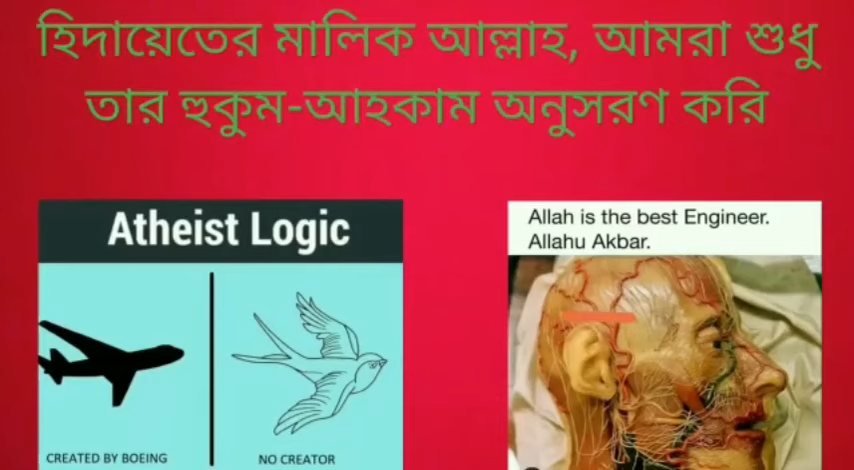 হিদায়েতের মালিক আল্লাহ, আমরা শুধু
তার হুকুম-আহকাম অনুসরণ করি
Atheist Logic
CREATED BY BOEING
NO CREATOR
Allah is the best Engineer.
Allahu Akbar.